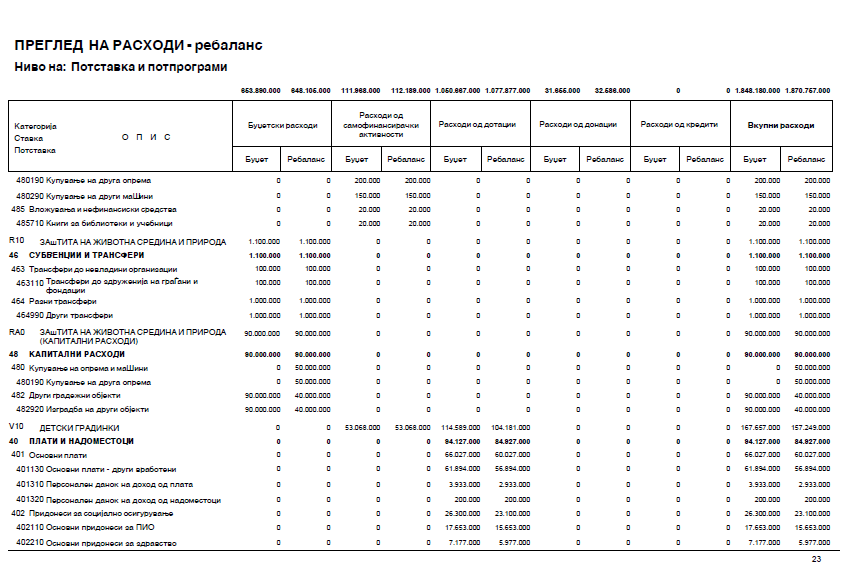 ПРЕГЛЕД НА РАСХОДИ - ребаланс
Ниво на: Потставка и потпрограми
653.890.000 648.105.000 111.968.000 112.189.000 1.050.667.000 1.077.877.000 31.655.000 32.586.000 0 0 1.848.180.000 1.870.757.000
Категорија
Ставка
Потставка
О П И С
Буџетски расходи
Расходи од самофинансирачки активности
Расходи од дотации
Расходи од донации
Расходи од кредити
Вкупни расходи
Буџет Ребаланс Буџет Ребаланс Буџет Ребаланс Буџет Ребаланс Буџет Ребаланс Буџет Ребаланс
480190 Купување на друга опрема 0 0 200.000 200.000 0 0 0 0 0 0 200.000 200.000
480290 Купување на други маШини 0 0 150.000 150.000 0 0 0 0 0 0 150.000 150.000
485 Вложувања и нефинансиски средства 0 0 20.000 20.000 0 0 0 0 0 0 20.000 20.000
485710 Книги за библиотеки и учебници 0 0 20.000 20.000 0 0 0 0 0 0 20.000 20.000
R10 ЗАшТИТА НА ЖИВОТНА СРЕДИНА И ПРИРОДА 1.100.000 1.100.000 0 0 0 0 0 0 0 0 1.100.000 1.100.000
46 СУБВЕНЦИИ И ТРАНСФЕРИ 1.100.000 1.100.000 0 0 0 0 0 0 0 0 1.100.000 1.100.000
463 Трансфери до невладини организации 100.000 100.000 0 0 0 0 0 0 0 0 100.000 100.000
463110 Трансфери до здруженија на граЃани и фондации 100.000 100.000 0 0 0 0 0 0 0 0 100.000 100.000
464 Разни трансфери 1.000.000 1.000.000 0 0 0 0 0 0 0 0 1.000.000 1.000.000
464990 Други трансфери 1.000.000 1.000.000 0 0 0 0 0 0 0 0 1.000.000 1.000.000
RA0 ЗАшТИТА НА ЖИВОТНА СРЕДИНА И ПРИРОДА (КАПИТАЛНИ РАСХОДИ) 90.000.000 90.000.000 0 0 0 0 0 0 0 0 90.000.000 90.000.000
48 КАПИТАЛНИ РАСХОДИ 90.000.000 90.000.000 0 0 0 0 0 0 0 0 90.000.000 90.000.000
480 Купување на опрема и маШини 0 50.000.000 0 0 0 0 0 0 0 0 0 50.000.000
480190 Купување на друга опрема 0 50.000.000 0 0 0 0 0 0 0 0 0 50.000.000
482 Други градежни објекти 90.000.000 40.000.000 0 0 0 0 0 0 0 0 90.000.000 40.000.000
482920 Изградба на други објекти 90.000.000 40.000.000 0 0 0 0 0 0 0 0 90.000.000 40.000.000
V10 ДЕТСКИ ГРАДИНКИ 0 0 53.068.000 53.068.000 114.589.000 104.181.000 0 0 0 0 167.657.000 157.249.000
40 ПЛАТИ И НАДОМЕСТОЦИ 0 0 0 0 94.127.000 84.927.000 0 0 0 0 94.127.000 84.927.000
401 Основни плати 0 0 0 0 66.027.000 60.027.000 0 0 0 0 66.027.000 60.027.000
401130 Основни плати - други вработени 0 0 0 0 61.894.000 56.894.000 0 0 0 0 61.894.000 56.894.000
401310 Персонален данок на доход од плата 0 0 0 0 3.933.000 2.933.000 0 0 0 0 3.933.000 2.933.000
401320 Персонален данок на доход од надоместоци 0 0 0 0 200.000 200.000 0 0 0 0 200.000 200.000
402 Придонеси за социјално осигурување 0 0 0 0 26.300.000 23.100.000 0 0 0 0 26.300.000 23.100.000
402110 Основни придонеси за ПИО 0 0 0 0 17.653.000 15.653.000 0 0 0 0 17.653.000 15.653.000
402210 Основни придонеси за здравство 0 0 0 0 7.177.000 5.977.000 0 0 0 0 7.177.000 5.977.000
23